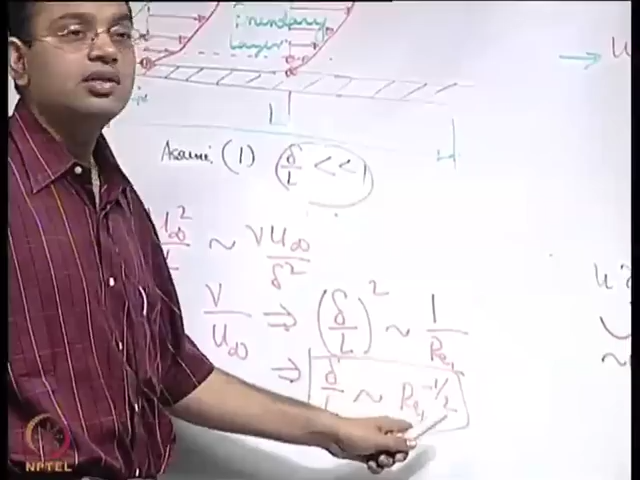 Boundary
Layer
L
Assume: (1) δ/L << 1
u∞²/L ~ νu∞/δ²
ν/u∞ ⇒ (δ/L)² ~ 1/Re_L
⇒ δ/L ~ Re_L^-1/2
NPTEL